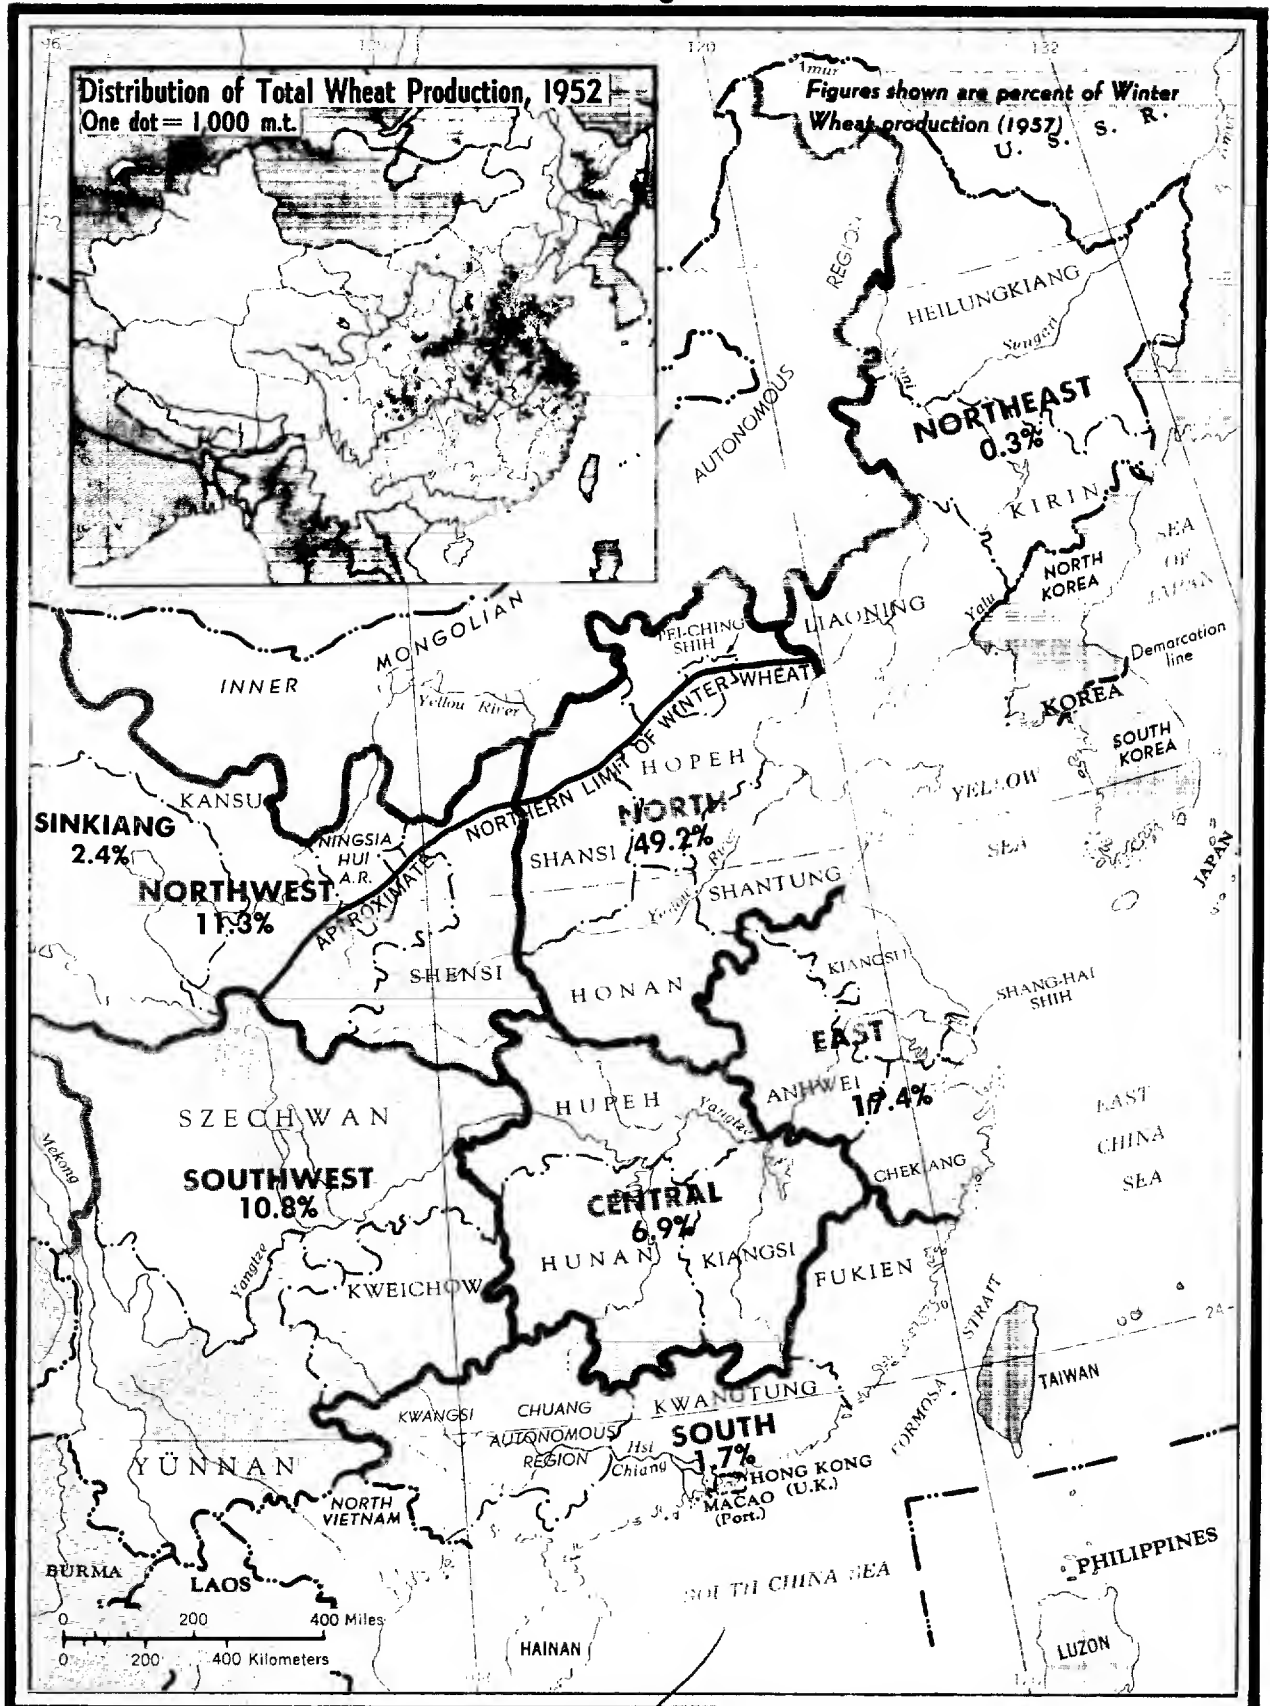 96
120
132
Distribution of Total Wheat Production, 1952
One dot = 1,000 m.t.
Amur
Figures shown are percent of Winter
Wheat production (1957)
U. S. S. R.
Amur
REGION
HEILUNGKIANG
Sungari
AUTONOMOUS
NORTHEAST
0.3%
KIRIN
SEA
OF
JAPAN
NORTH
KOREA
LIAONING
Yalu
PEI-CHING
SHIH
MONGOLIAN
INNER
Demarcation
line
Yellow River
KOREA
SOUTH
KOREA
APPROXIMATE NORTHERN LIMIT OF WINTER WHEAT
HOPEH
YELLOW
SEA
JAPAN
KANSU
SINKIANG
2.4%
NINGSIA
HUI
A.R.
NORTH
49.2%
SHANSI
NORTHWEST
11.3%
SHANTUNG
Yellow River
SHENSI
HONAN
KIANGSU
SHANG-HAI
SHIH
EAST
ANHWEI
17.4%
HUPEH
Yangtze
SZECHWAN
EAST
CHINA
SEA
Mekong
SOUTHWEST
10.8%
CENTRAL
6.9%
CHEKIANG
HUNAN
KIANGSI
FUKIEN
Yangtze
KWEICHOW
FORMOSA STRAIT
24
TAIWAN
KWANGSI
CHUANG
AUTONOMOUS
REGION
KWANGTUNG
SOUTH
1.7%
Hsi
Chiang
HONG KONG
(U.K.)
MACAO
(Port.)
YÜNNAN
NORTH
VIETNAM
BURMA
LAOS
PHILIPPINES
SOUTH CHINA SEA
HAINAN
LUZON
0 200 400 Miles
0 200 400 Kilometers